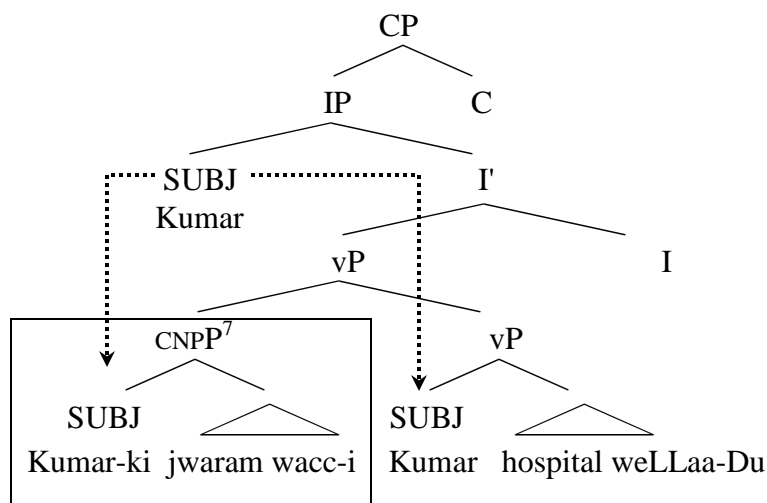 CP
IP C
SUBJ I'
Kumar
vP I
CNPP⁷ vP
SUBJ SUBJ
Kumar-ki jwaram wacc-i Kumar hospital weLLaa-Du